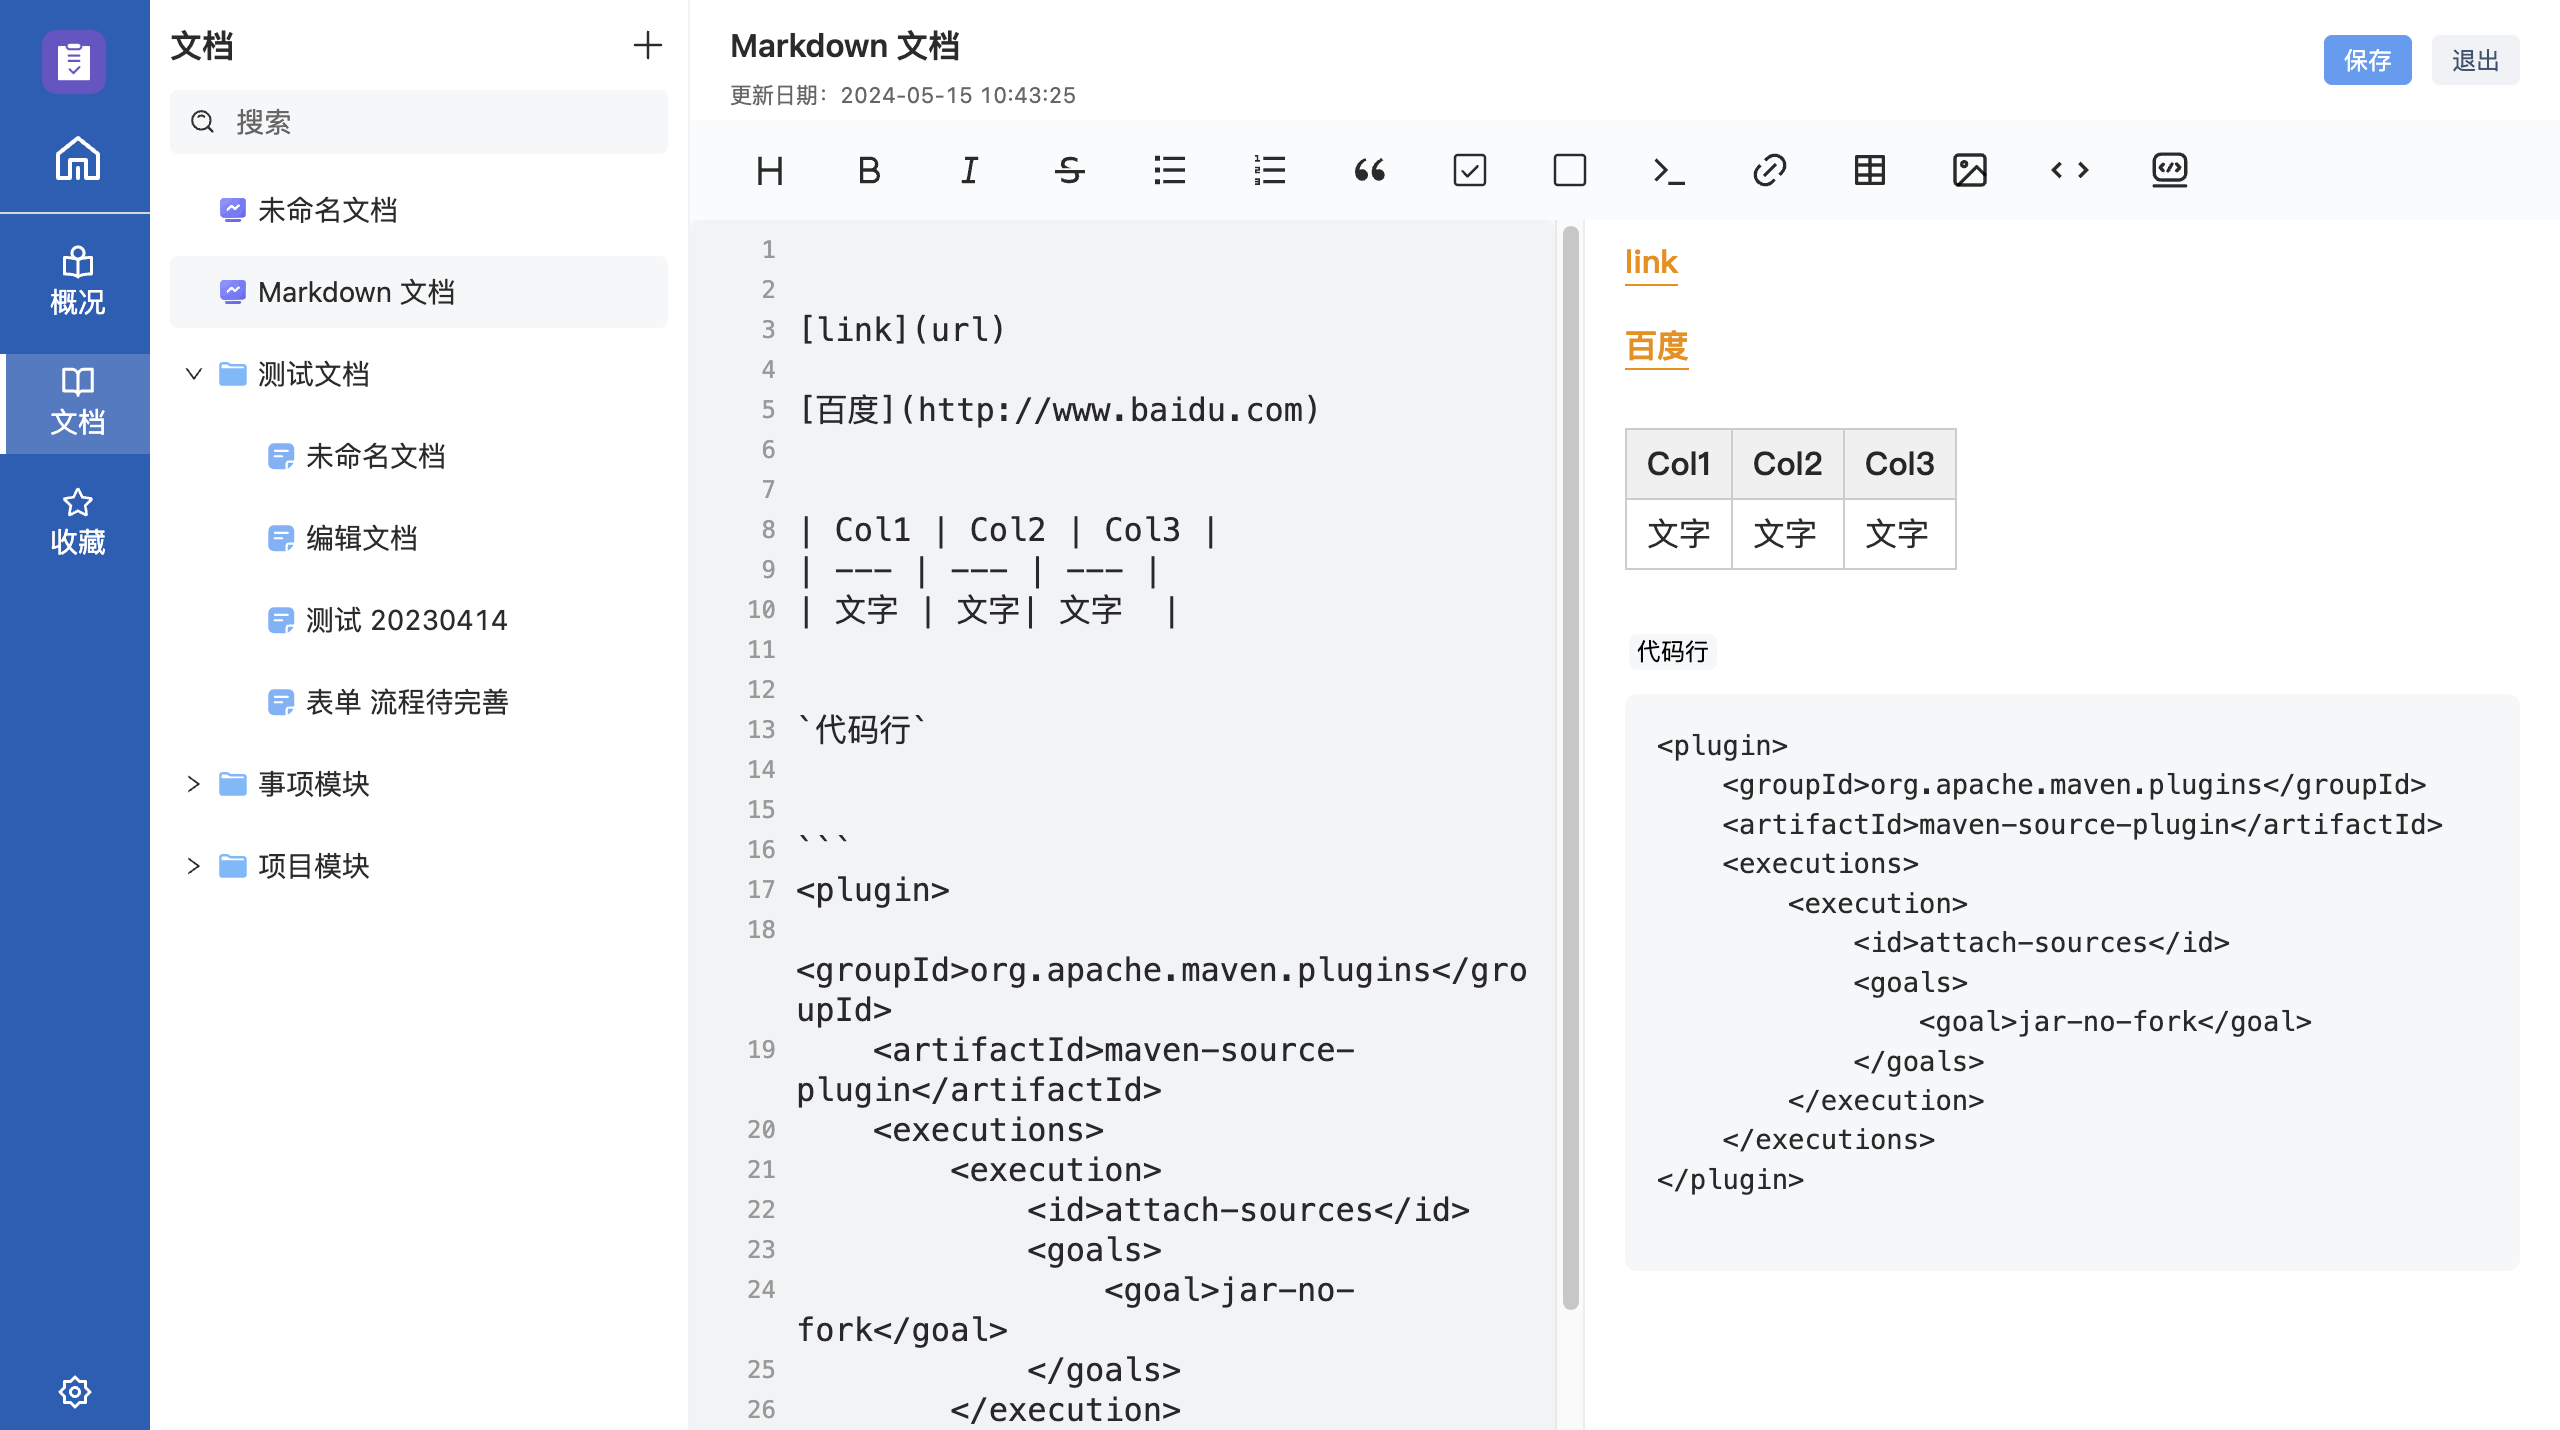 概况
文档
收藏
文档
搜索
未命名文档
Markdown 文档
测试文档
未命名文档
编辑文档
测试 20230414
表单 流程待完善
事项模块
项目模块
Markdown 文档
更新日期：2024-05-15 10:43:25
保存
退出
1
2
3 [link](url)
4
5 [百度](http://www.baidu.com)
6
7
8 | Col1 | Col2 | Col3 |
9 | --- | --- | --- |
10 | 文字 | 文字| 文字  |
11
12
13 `代码行`
14
15
16 ```
17 <plugin>
18
<groupId>org.apache.maven.plugins</gro
upId>
19     <artifactId>maven-source-
plugin</artifactId>
20     <executions>
21         <execution>
22             <id>attach-sources</id>
23             <goals>
24                 <goal>jar-no-
fork</goal>
25             </goals>
26         </execution>
link
百度
Col1 Col2 Col3
文字 文字 文字
代码行
<plugin>
    <groupId>org.apache.maven.plugins</groupId>
    <artifactId>maven-source-plugin</artifactId>
    <executions>
        <execution>
            <id>attach-sources</id>
            <goals>
                <goal>jar-no-fork</goal>
            </goals>
        </execution>
    </executions>
</plugin>